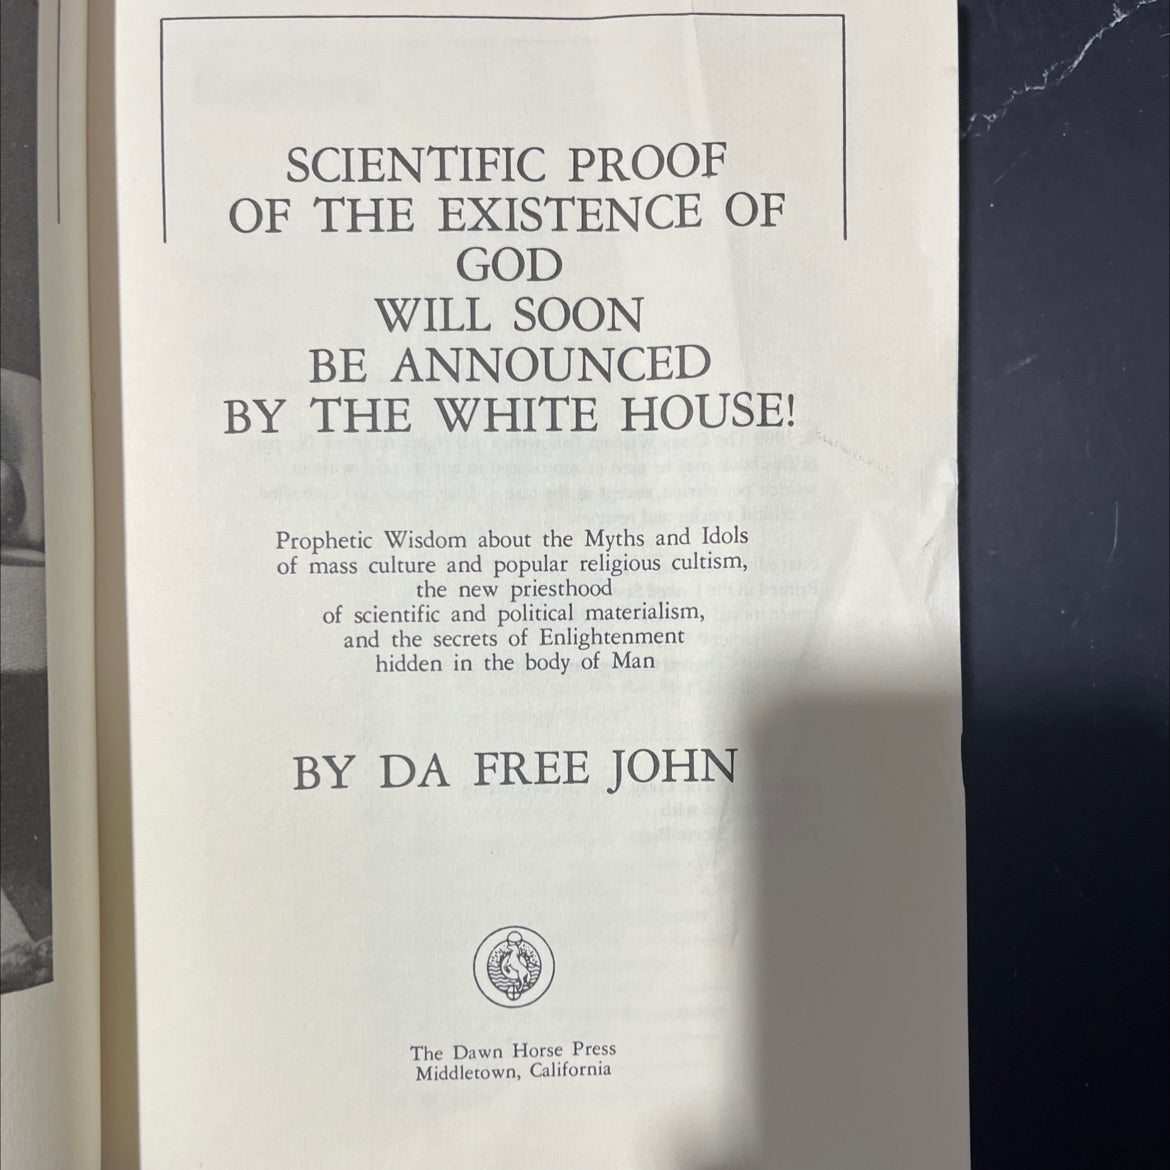 SCIENTIFIC PROOF
OF THE EXISTENCE OF
GOD
WILL SOON
BE ANNOUNCED
BY THE WHITE HOUSE!
Prophetic Wisdom about the Myths and Idols
of mass culture and popular religious cultism,
the new priesthood
of scientific and political materialism,
and the secrets of Enlightenment
hidden in the body of Man
BY DA FREE JOHN
The Dawn Horse Press
Middletown, California